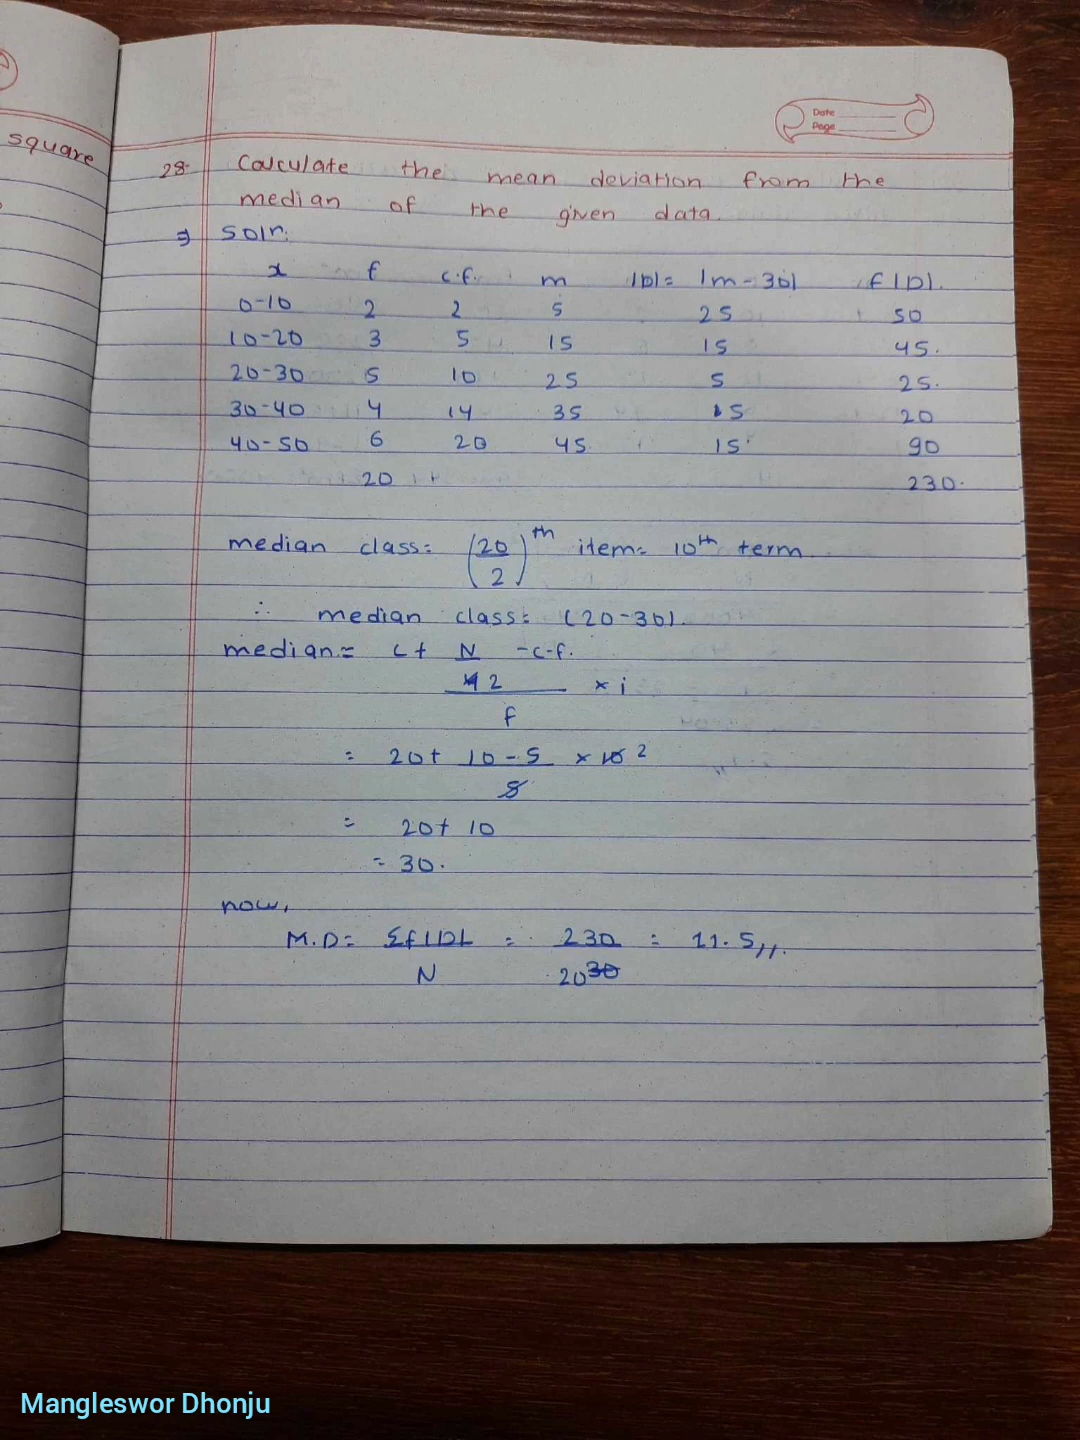 square
Date
Page
28. Calculate the mean deviation from the
median of the given data.
⇒ Soln:
x f c.f. m |D|= |m-30| f|D|.
0-10 2 2 5 25 50
10-20 3 5 15 15 45.
20-30 5 10 25 5 25.
30-40 4 14 35 5 20
40-50 6 20 45. 15 90
20 230.
median class= (20/2)th item= 10th term
∴ median class= (20-30).
median= L+ N/2 -c.f.
/f × i
= 20+ 10-5/5 × 10 2
= 20+ 10
= 30.
now,
M.D= Σf|D|/N = 230/20 = 11.5,,.
Mangleswor Dhonju